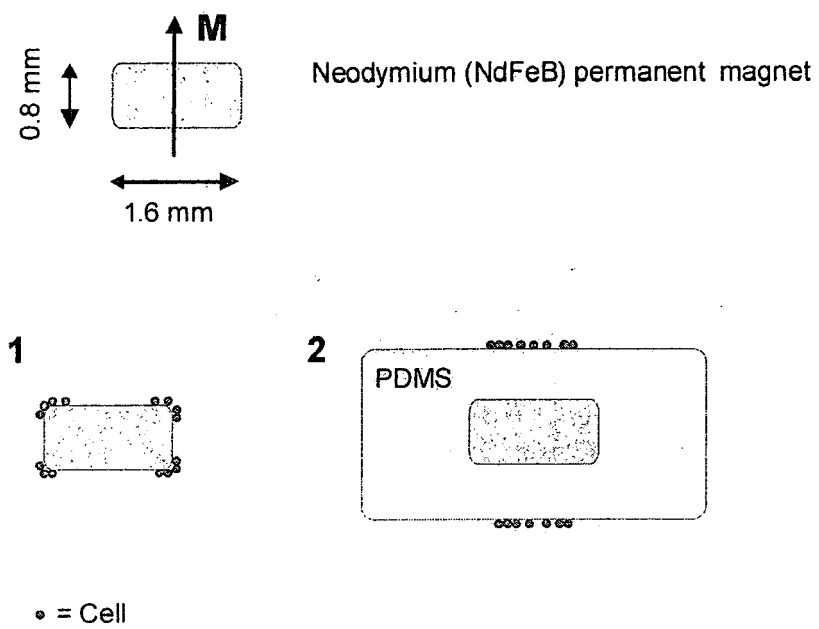 M
Neodymium (NdFeB) permanent magnet
0.8 mm
1.6 mm
1
2
PDMS
= Cell